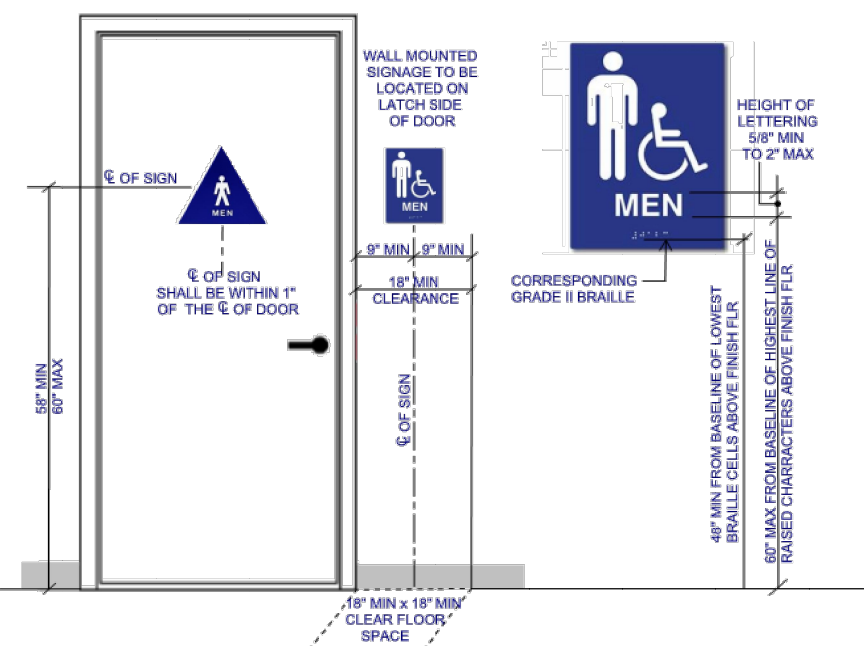 WALL MOUNTED
SIGNAGE TO BE
LOCATED ON
LATCH SIDE
OF DOOR
℄ OF SIGN
MEN
℄ OF SIGN
SHALL BE WITHIN 1"
OF THE ℄ OF DOOR
58" MIN
60" MAX
MEN
9" MIN
9" MIN
18" MIN
CLEARANCE
℄ OF SIGN
18" MIN x 18" MIN
CLEAR FLOOR
SPACE
MEN
HEIGHT OF
LETTERING
5/8" MIN
TO 2" MAX
CORRESPONDING
GRADE II BRAILLE
48" MIN FROM BASELINE OF LOWEST
BRAILLE CELLS ABOVE FINISH FLR
60" MAX FROM BASELINE OF HIGHEST LINE OF
RAISED CHARRACTERS ABOVE FINISH FLR.